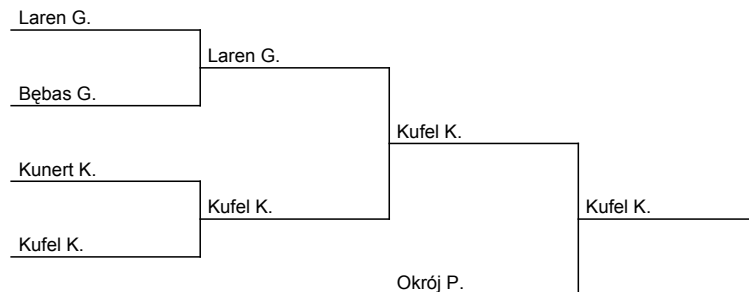 Laren G.
Laren G.
Bębas G.
Kufel K.
Kunert K.
Kufel K.
Kufel K.
Kufel K.
Okrój P.